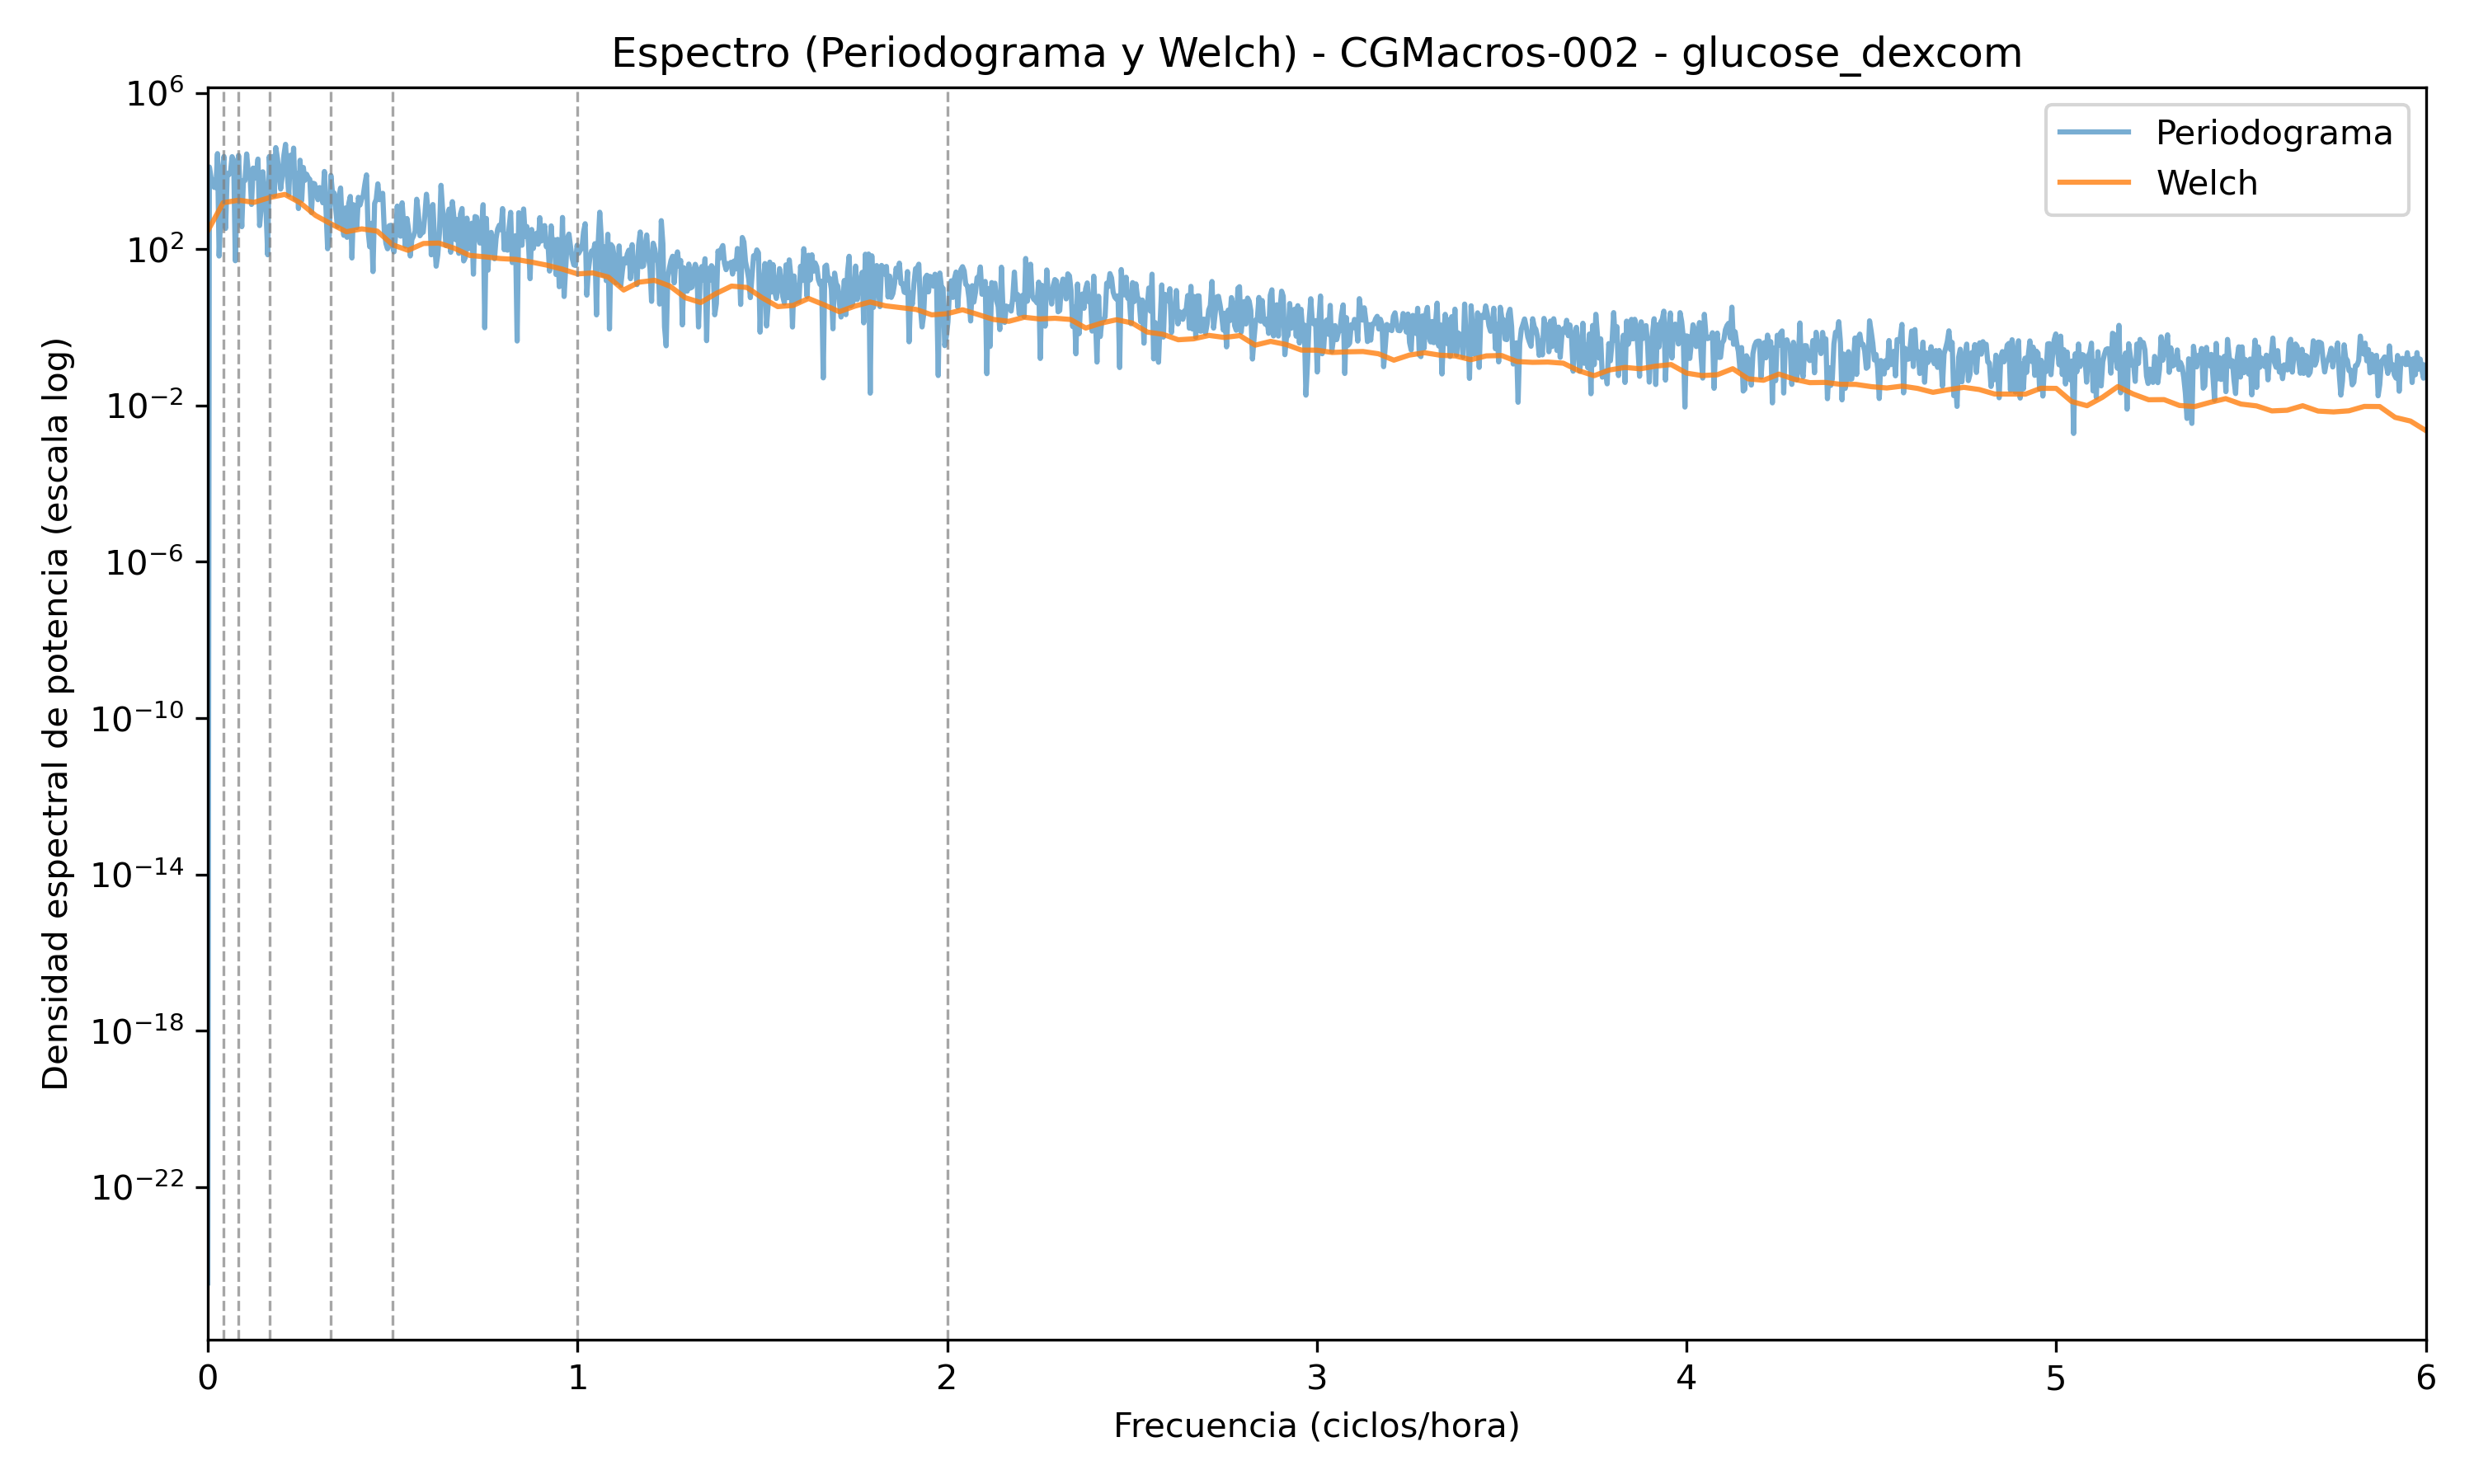 Espectro (Periodograma y Welch) - CGMacros-002 - glucose_dexcom
Periodograma
Welch
Densidad espectral de potencia (escala log)
10^6
10^2
10^−2
10^−6
10^−10
10^−14
10^−18
10^−22
0 1 2 3 4 5 6
Frecuencia (ciclos/hora)